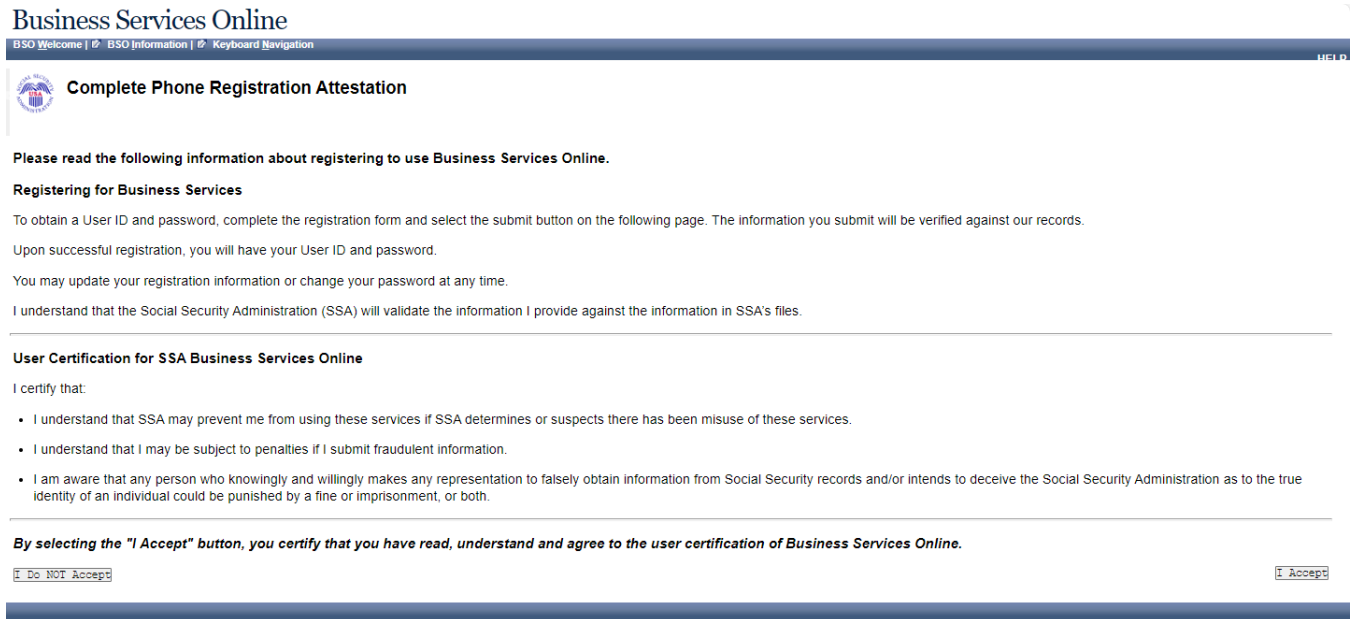 Business Services Online
BSO Welcome | BSO Information | Keyboard Navigation
HELP
SOCIAL SECURITY ADMINISTRATION
USA
Complete Phone Registration Attestation
Please read the following information about registering to use Business Services Online.
Registering for Business Services
To obtain a User ID and password, complete the registration form and select the submit button on the following page. The information you submit will be verified against our records.
Upon successful registration, you will have your User ID and password.
You may update your registration information or change your password at any time.
I understand that the Social Security Administration (SSA) will validate the information I provide against the information in SSA's files.
User Certification for SSA Business Services Online
I certify that:
• I understand that SSA may prevent me from using these services if SSA determines or suspects there has been misuse of these services.
• I understand that I may be subject to penalties if I submit fraudulent information.
• I am aware that any person who knowingly and willingly makes any representation to falsely obtain information from Social Security records and/or intends to deceive the Social Security Administration as to the true
identity of an individual could be punished by a fine or imprisonment, or both.
By selecting the "I Accept" button, you certify that you have read, understand and agree to the user certification of Business Services Online.
I Do NOT Accept
I Accept